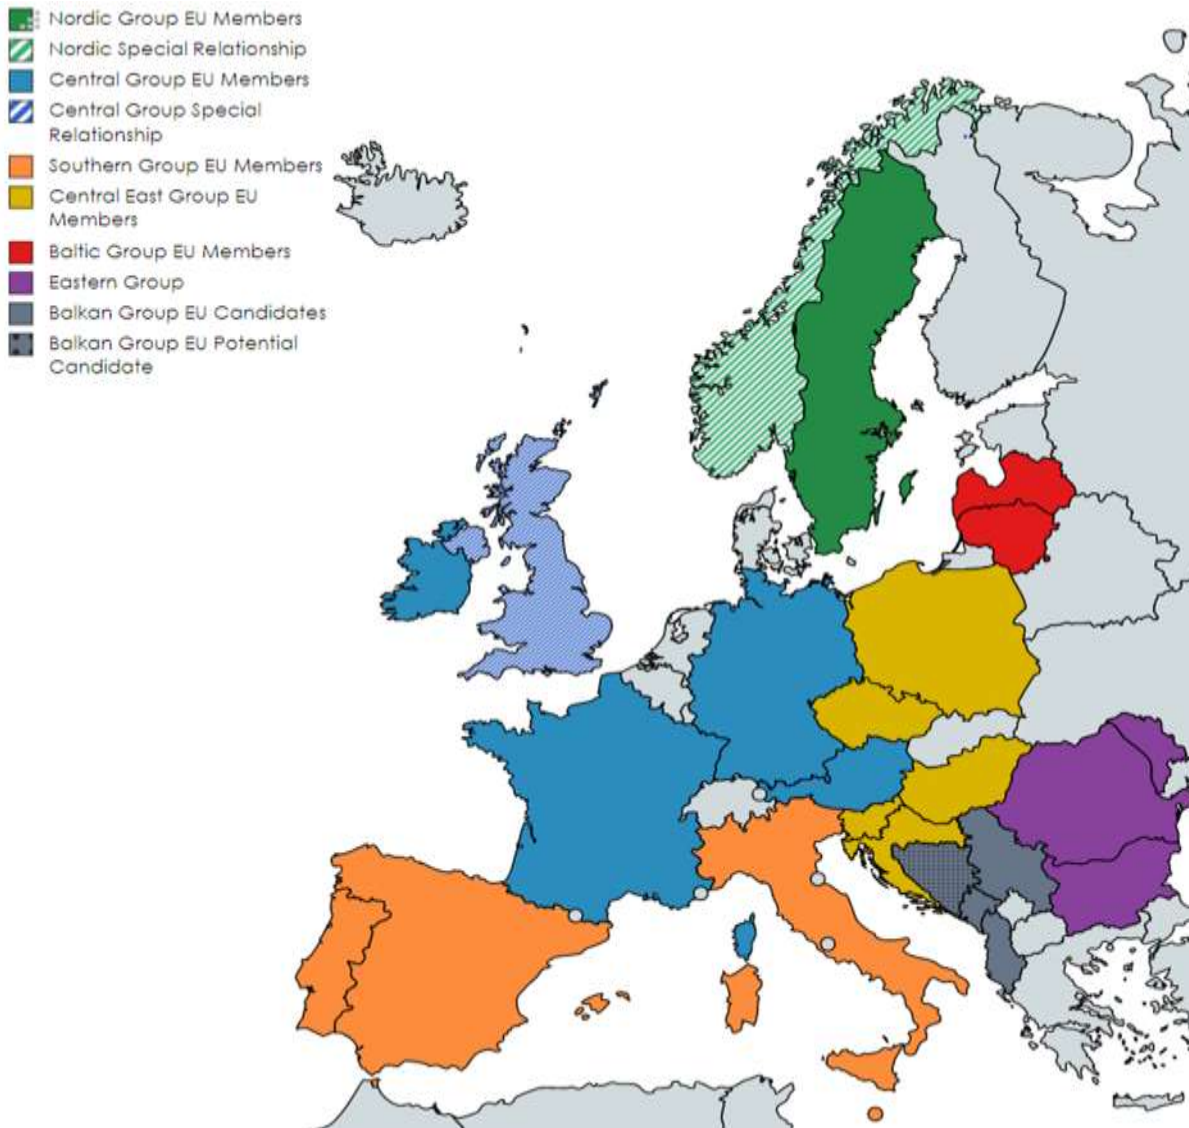 Nordic Group EU Members
Nordic Special Relationship
Central Group EU Members
Central Group Special
Relationship
Southern Group EU Members
Central East Group EU
Members
Baltic Group EU Members
Eastern Group
Balkan Group EU Candidates
Balkan Group EU Potential
Candidate